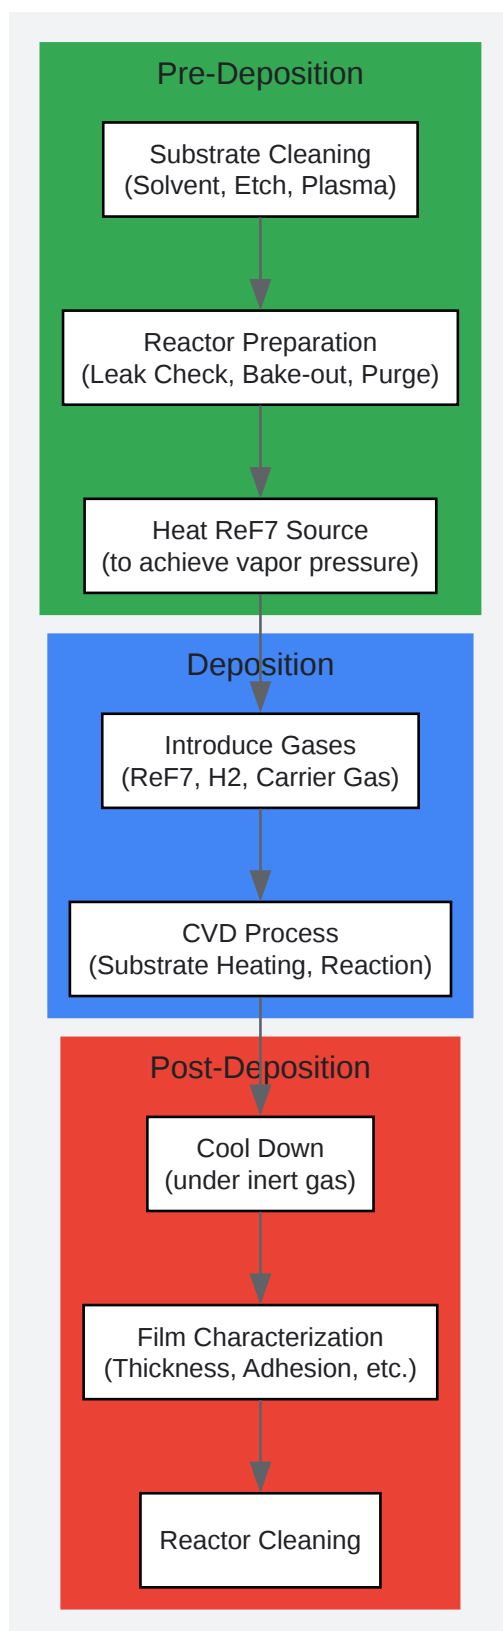 Pre-Deposition
Substrate Cleaning
(Solvent, Etch, Plasma)
Reactor Preparation
(Leak Check, Bake-out, Purge)
Heat ReF7 Source
(to achieve vapor pressure)
Deposition
Introduce Gases
(ReF7, H2, Carrier Gas)
CVD Process
(Substrate Heating, Reaction)
Post-Deposition
Cool Down
(under inert gas)
Film Characterization
(Thickness, Adhesion, etc.)
Reactor Cleaning